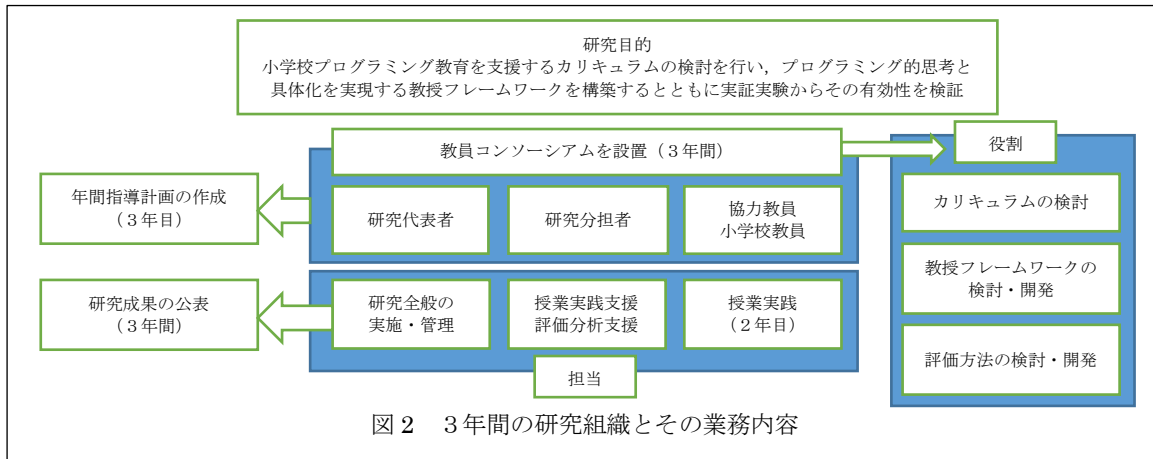 研究目的
小学校プログラミング教育を支援するカリキュラムの検討を行い，プログラミング的思考と
具体化を実現する教授フレームワークを構築するとともに実証実験からその有効性を検証
教員コンソーシアムを設置（３年間）
役割
年間指導計画の作成
（３年目）
研究代表者
研究分担者
協力教員
小学校教員
カリキュラムの検討
教授フレームワークの
検討・開発
研究成果の公表
（３年間）
研究全般の
実施・管理
授業実践支援
評価分析支援
授業実践
（２年目）
評価方法の検討・開発
担当
図２　３年間の研究組織とその業務内容